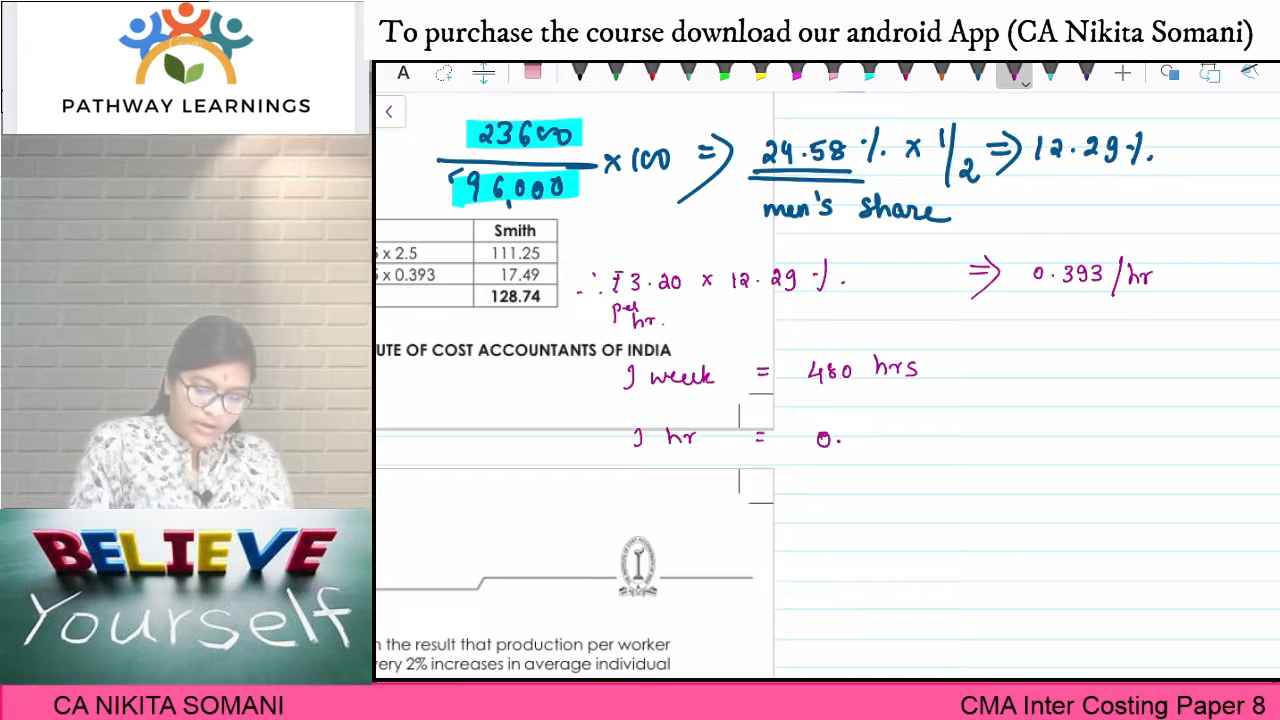 To purchase the course download our android App (CA Nikita Somani)
PATHWAY LEARNINGS
A
23600
96,000
x 100 => 24.58 % x 1/2 => 12.29%
men's share
Smith
x 2.5 111.25
x 0.393 17.49
128.74
∴ ₹3.20 x 12.29 %. => 0.393/hr
per
hr.
UTE OF COST ACCOUNTANTS OF INDIA
1 week = 480 hrs
1 hr = 0.
n the result that production per worker
very 2% increases in average individual
BELIEVE
Yourself
CA NIKITA SOMANI
CMA Inter Costing Paper 8